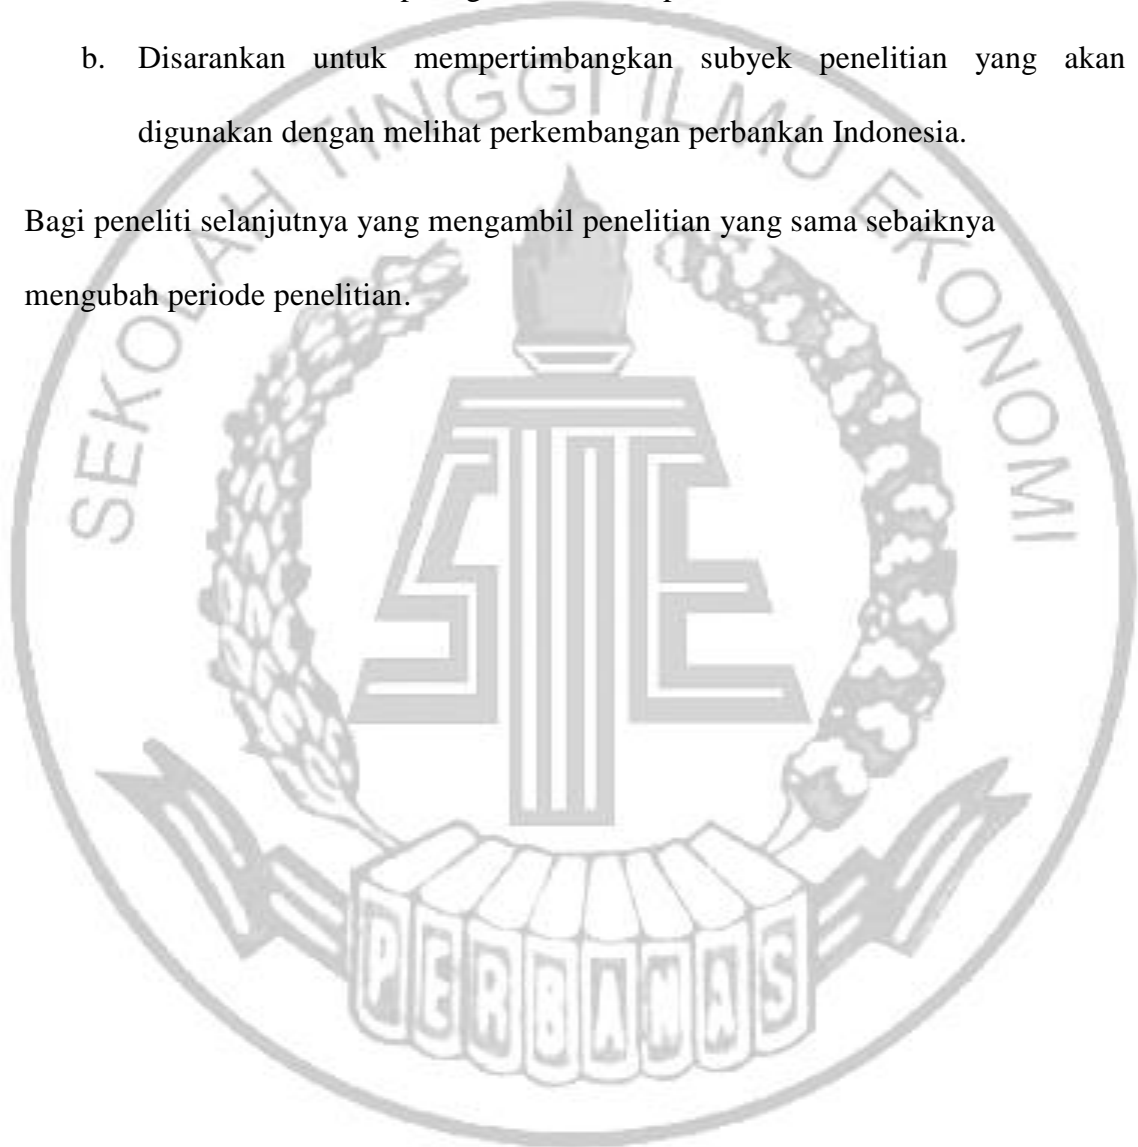 b. Disarankan untuk mempertimbangkan subyek penelitian yang akan
digunakan dengan melihat perkembangan perbankan Indonesia.
Bagi peneliti selanjutnya yang mengambil penelitian yang sama sebaiknya
mengubah periode penelitian.
SEKOLAH TINGGI ILMU EKONOMI
STIE
PERBANAS